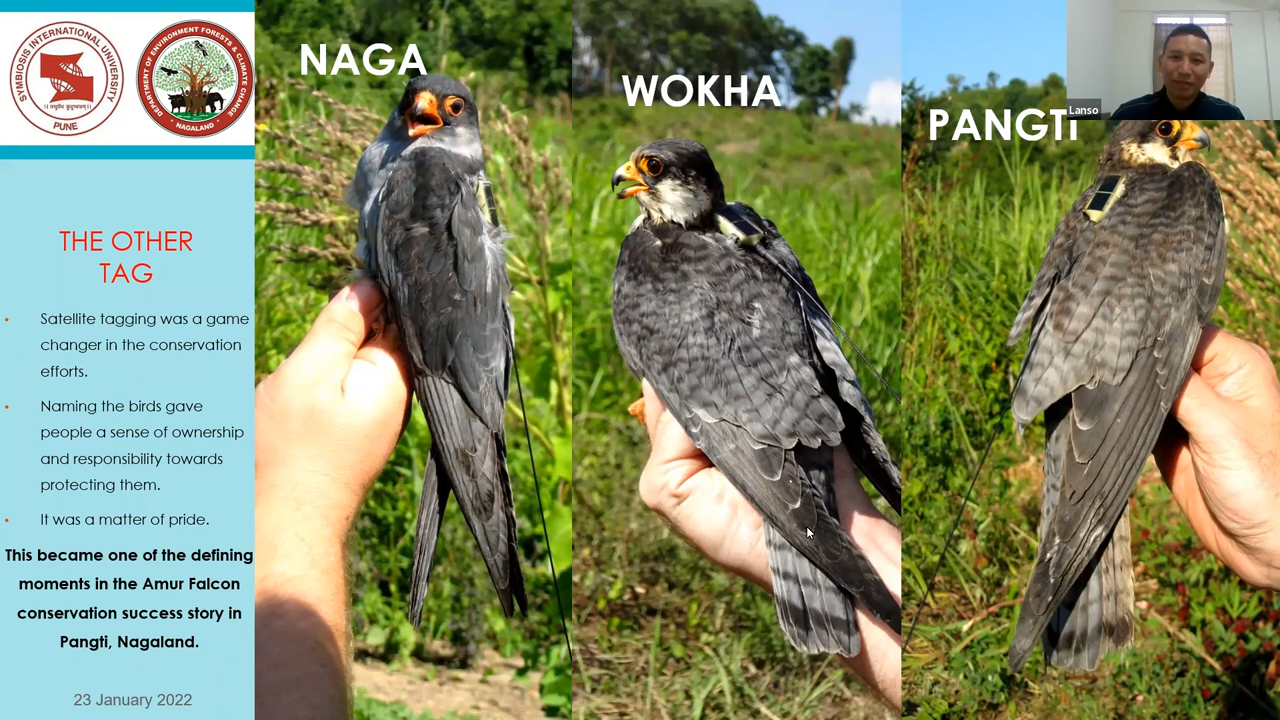 SYMBIOSIS INTERNATIONAL UNIVERSITY
PUNE
DEPARTMENT OF ENVIRONMENT FORESTS & CLIMATE CHANGE
NAGALAND
THE OTHER
TAG
• Satellite tagging was a game
changer in the conservation
efforts.
• Naming the birds gave
people a sense of ownership
and responsibility towards
protecting them.
• It was a matter of pride.
This became one of the defining
moments in the Amur Falcon
conservation success story in
Pangti, Nagaland.
23 January 2022
NAGA
WOKHA
PANGTI
Lanso